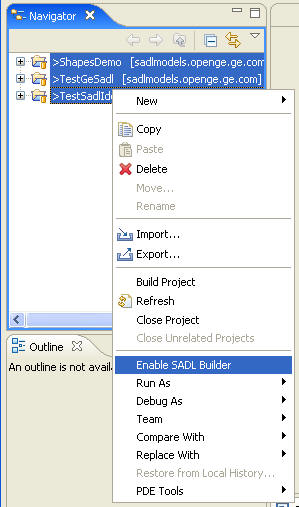 Navigator
>ShapesDemo [sadlmodels.openge.ge.com
>TestGeSadl [sadlmodels.openge.ge.com]
>TestSadlId
New
Copy
Paste
Delete
Move...
Rename
Import...
Export...
Build Project
Refresh
Close Project
Close Unrelated Projects
Outline
An outline is not avail
Enable SADL Builder
Run As
Debug As
Team
Compare With
Replace With
Restore from Local History...
PDE Tools